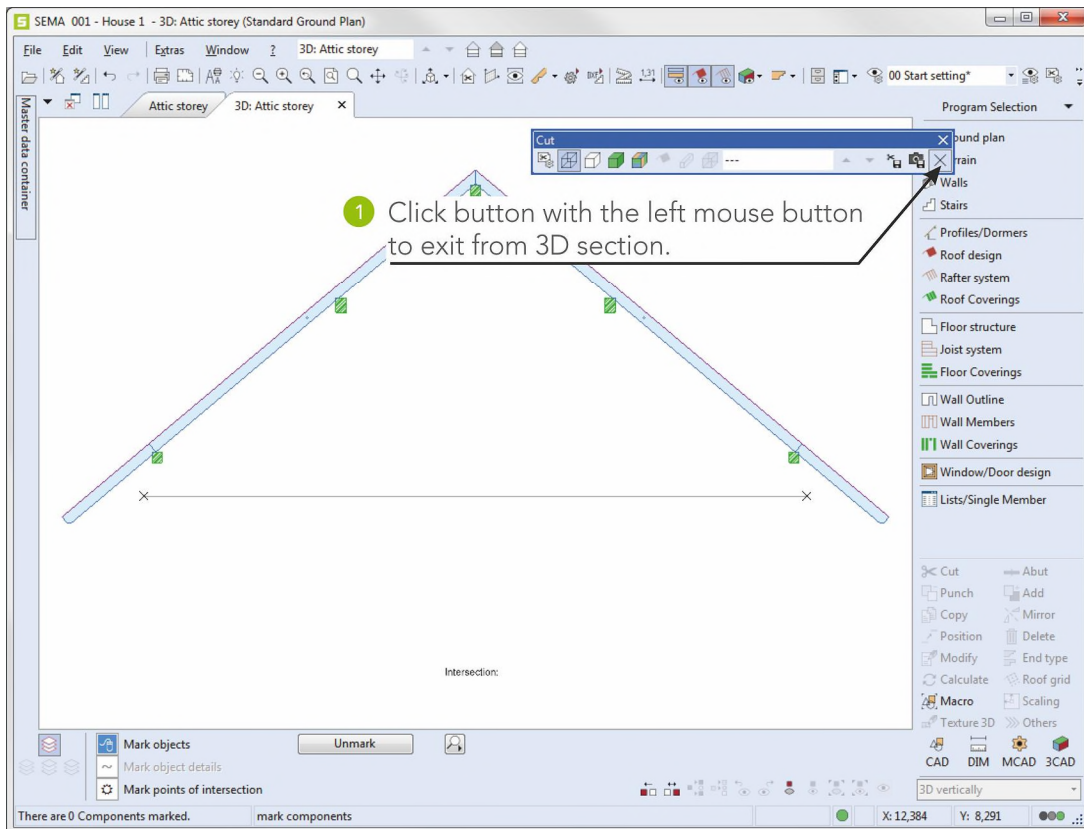 SEMA 001 - House 1 - 3D: Attic storey (Standard Ground Plan)
File Edit View Extras Window ? 3D: Attic storey
1,31 00 Start setting*
Master data container
Attic storey 3D: Attic storey
Program Selection
Cut
---
Walls
Stairs
Profiles/Dormers
Roof design
Rafter system
Roof Coverings
Floor structure
Joist system
Floor Coverings
Wall Outline
Wall Members
Wall Coverings
Window/Door design
Lists/Single Member
1 Click button with the left mouse button
to exit from 3D section.
Intersection:
Cut Abut
Punch Add
Copy Mirror
Position Delete
Modify End type
Calculate Roof grid
Macro Scaling
Texture 3D Others
CAD DIM MCAD 3CAD
3D vertically
Mark objects Unmark
Mark object details
Mark points of intersection
There are 0 Components marked. mark components X: 12,384 Y: 8,291